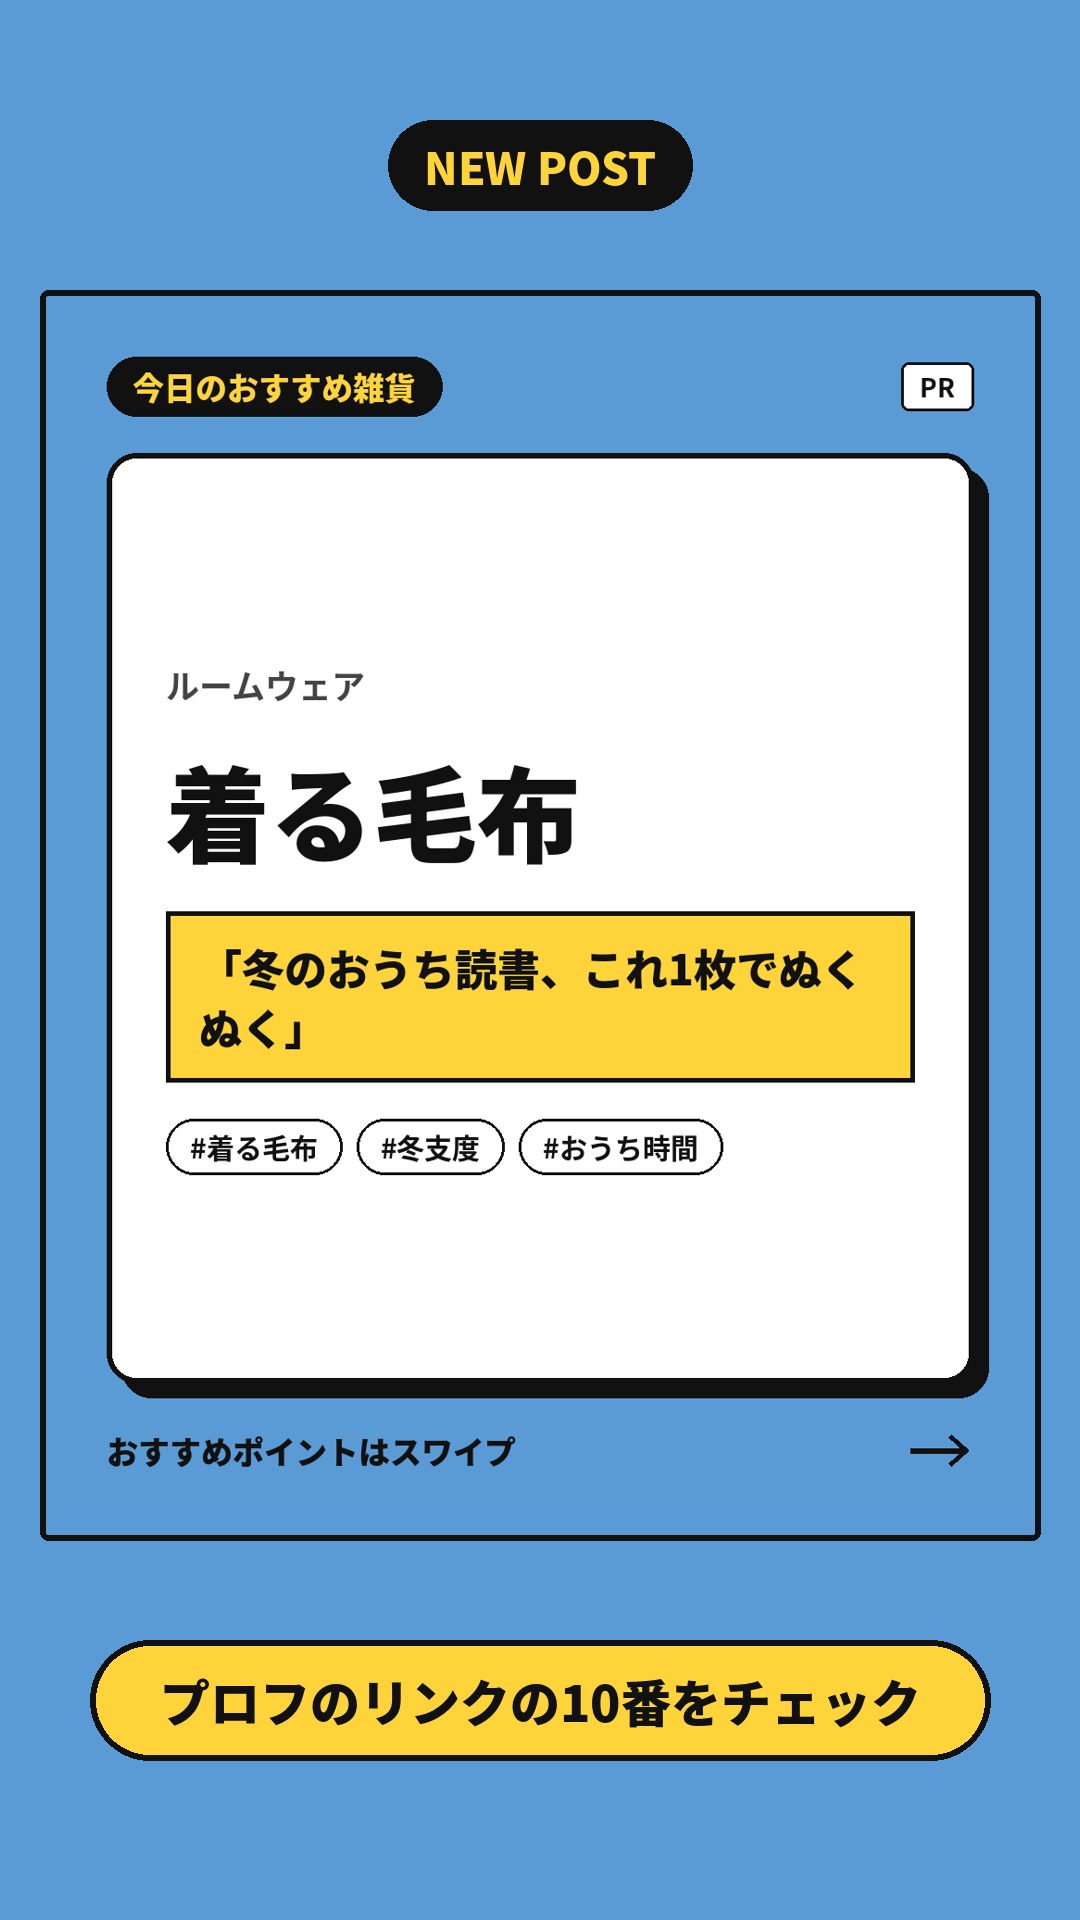 NEW POST
今日のおすすめ雑貨
PR
ルームウェア
着る毛布
「冬のおうち読書、これ1枚でぬく
ぬく」
#着る毛布 #冬支度 #おうち時間
おすすめポイントはスワイプ →
プロフのリンクの10番をチェック